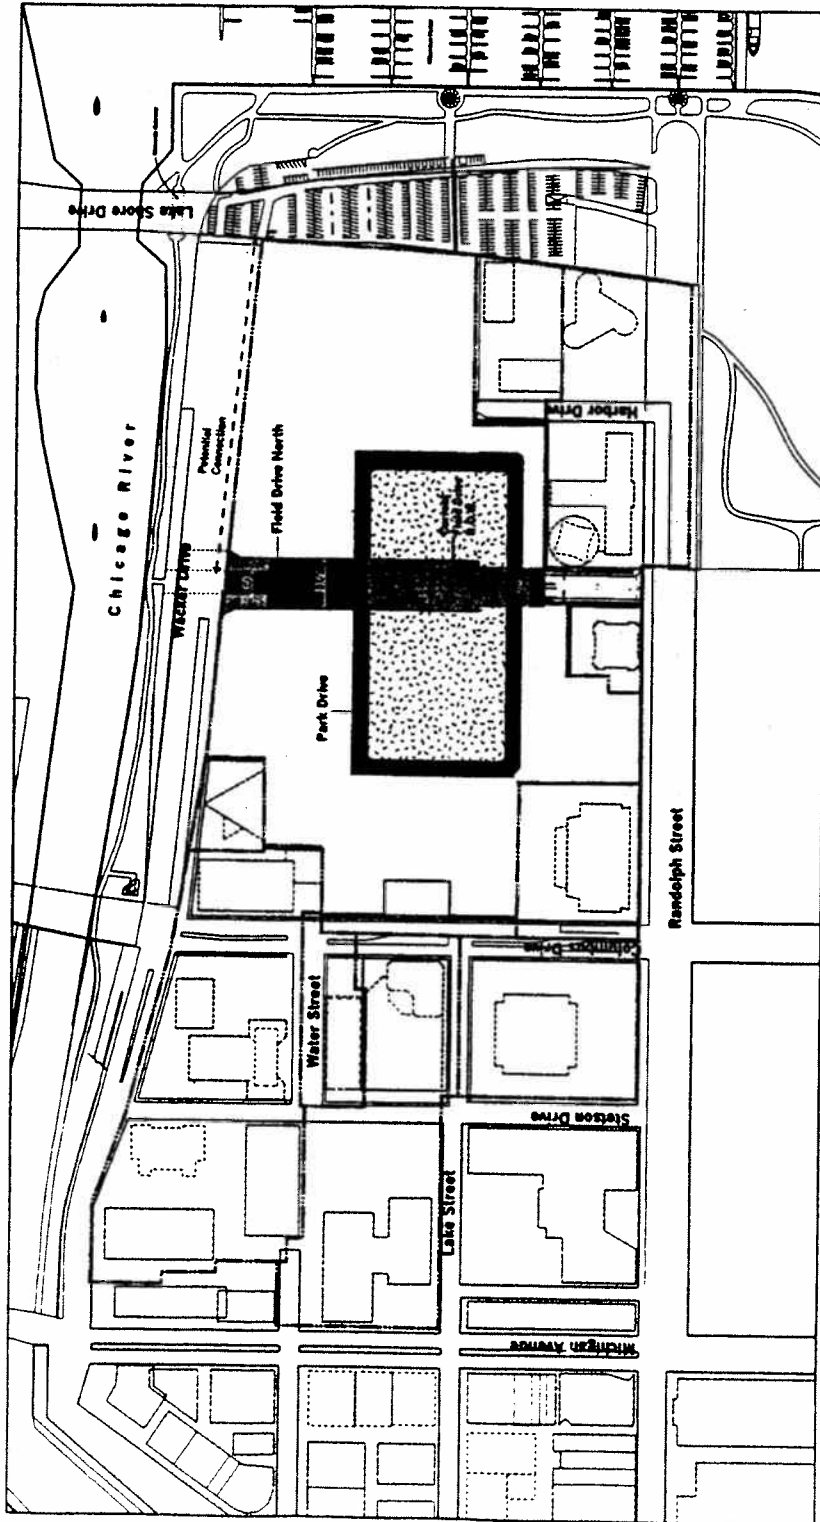 Chicago River
Lake Shore Drive
Potential
Connection
Field Drive North
Wacker Drive
Park Drive
Harbor Drive
Randolph Street
Columbus Drive
Water Street
Stetson Drive
Lake Street
Michigan Avenue